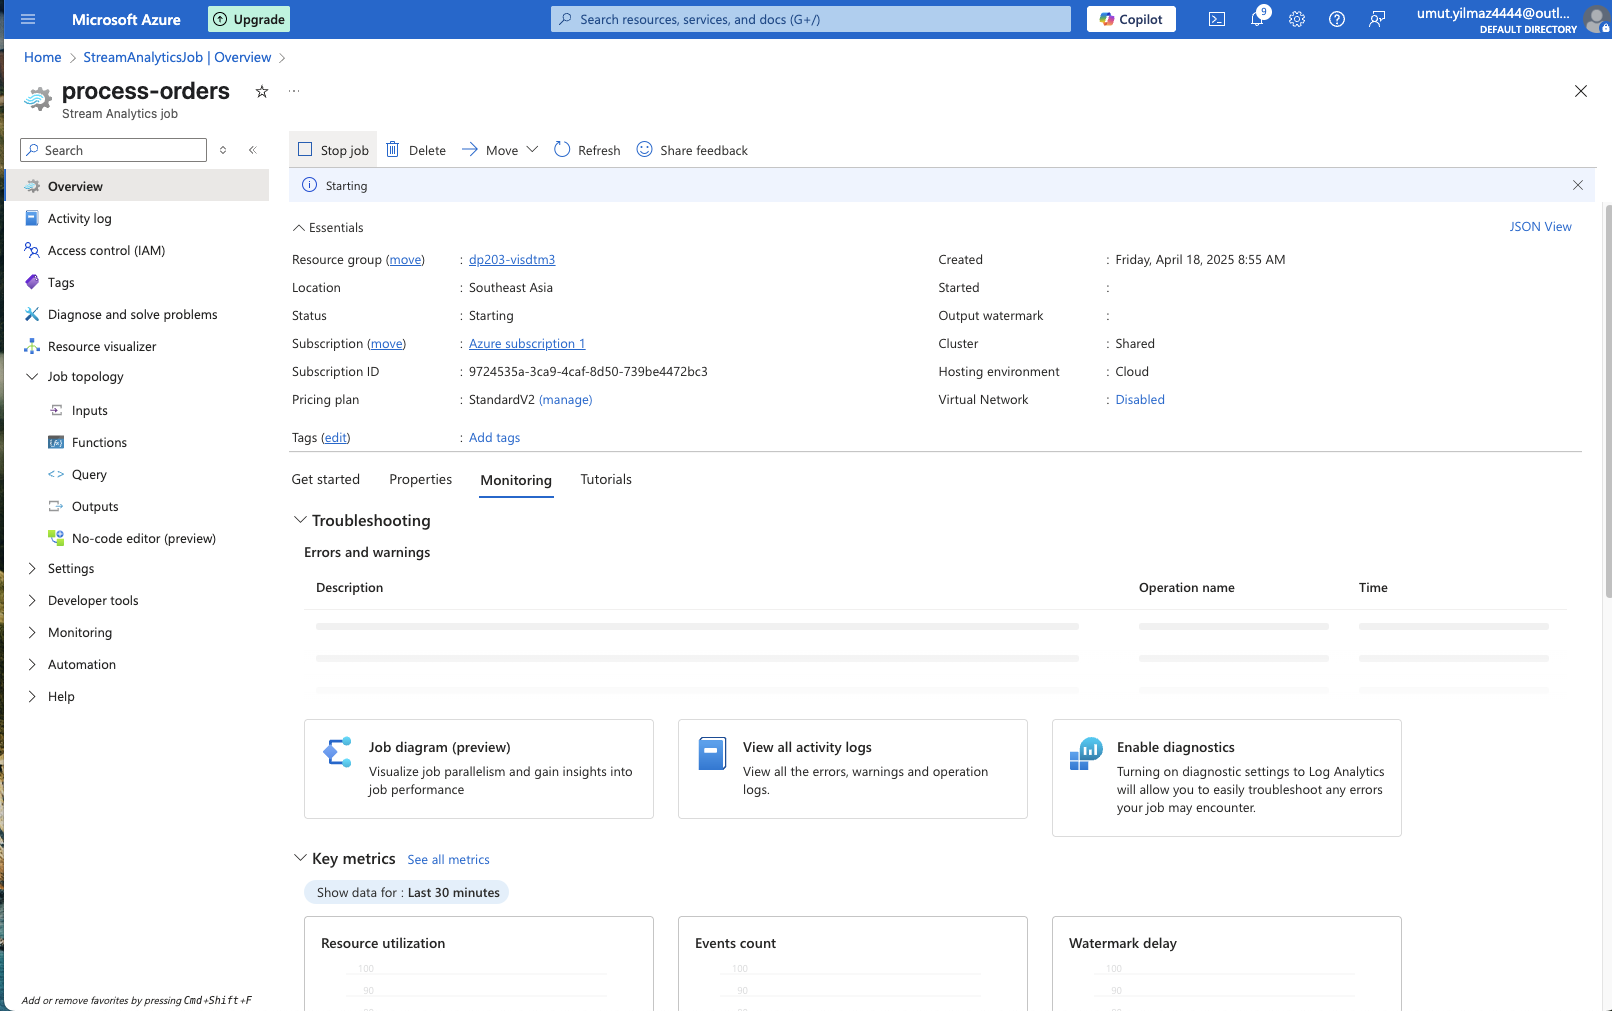 Microsoft Azure
Upgrade
Search resources, services, and docs (G+/)
Copilot
9
umut.yilmaz4444@outl...
DEFAULT DIRECTORY
Home > StreamAnalyticsJob | Overview >
process-orders
Stream Analytics job
Search
Stop job
Delete
Move
Refresh
Share feedback
Starting
Overview
Activity log
Access control (IAM)
Tags
Diagnose and solve problems
Resource visualizer
Job topology
Inputs
Functions
Query
Outputs
No-code editor (preview)
Settings
Developer tools
Monitoring
Automation
Help
Add or remove favorites by pressing Cmd+Shift+F
Essentials
JSON View
Resource group (move) : dp203-visdtm3
Location : Southeast Asia
Status : Starting
Subscription (move) : Azure subscription 1
Subscription ID : 9724535a-3ca9-4caf-8d50-739be4472bc3
Pricing plan : StandardV2 (manage)
Tags (edit) : Add tags
Created : Friday, April 18, 2025 8:55 AM
Started :
Output watermark :
Cluster : Shared
Hosting environment : Cloud
Virtual Network : Disabled
Get started
Properties
Monitoring
Tutorials
Troubleshooting
Errors and warnings
Description
Operation name
Time
Job diagram (preview)
Visualize job parallelism and gain insights into
job performance
View all activity logs
View all the errors, warnings and operation
logs.
Enable diagnostics
Turning on diagnostic settings to Log Analytics
will allow you to easily troubleshoot any errors
your job may encounter.
Key metrics
See all metrics
Show data for : Last 30 minutes
Resource utilization
100
90
Events count
100
90
Watermark delay
100
90